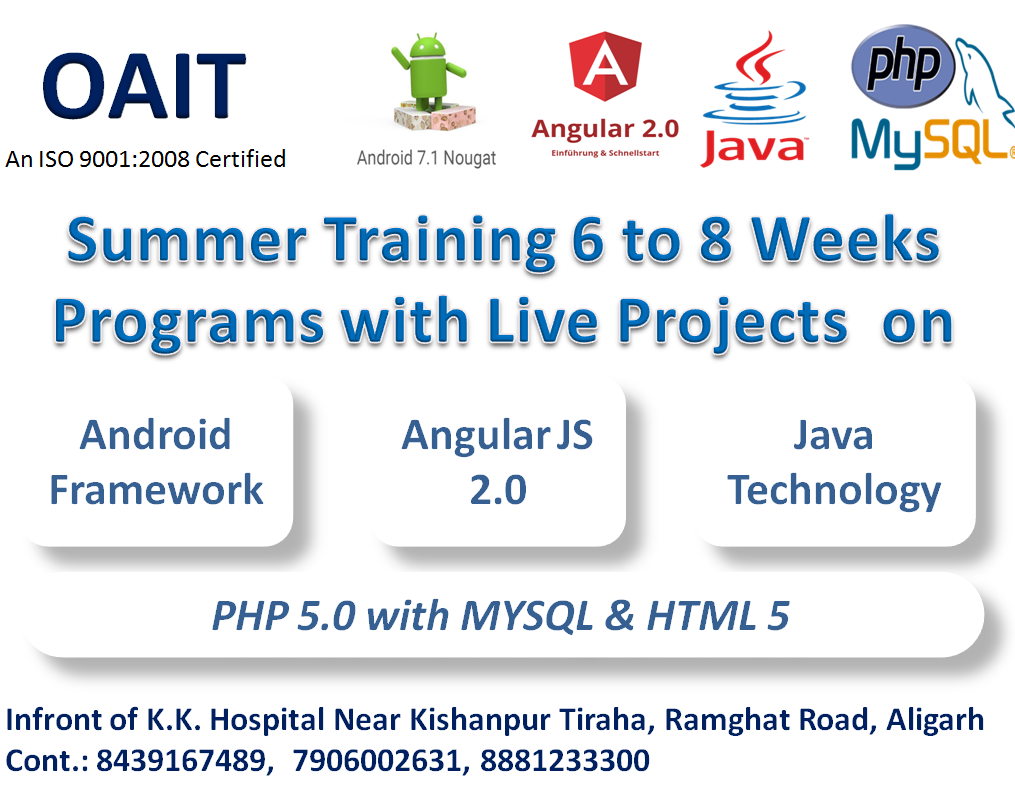 OAIT
An ISO 9001:2008 Certified
Android 7.1 Nougat
Angular 2.0
Einführung & Schnellstart
Java™
php
MySQL®
Summer Training 6 to 8 Weeks
Programs with Live Projects on
Android
Framework
Angular JS
2.0
Java
Technology
PHP 5.0 with MYSQL & HTML 5
Infront of K.K. Hospital Near Kishanpur Tiraha, Ramghat Road, Aligarh
Cont.: 8439167489, 7906002631, 8881233300